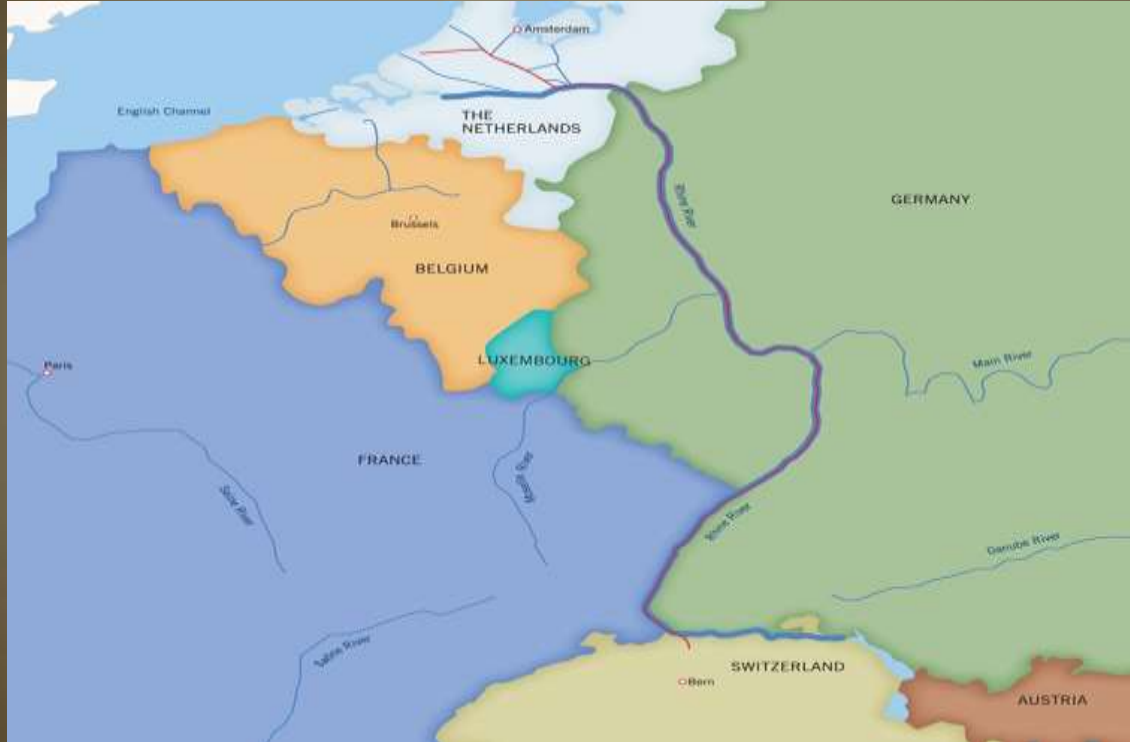 Amsterdam
English Channel
THE
NETHERLANDS
Rhine River
GERMANY
Brussels
BELGIUM
LUXEMBOURG
Main River
Paris
FRANCE
Moselle River
Seine River
Rhine River
Danube River
SWITZERLAND
Bern
AUSTRIA